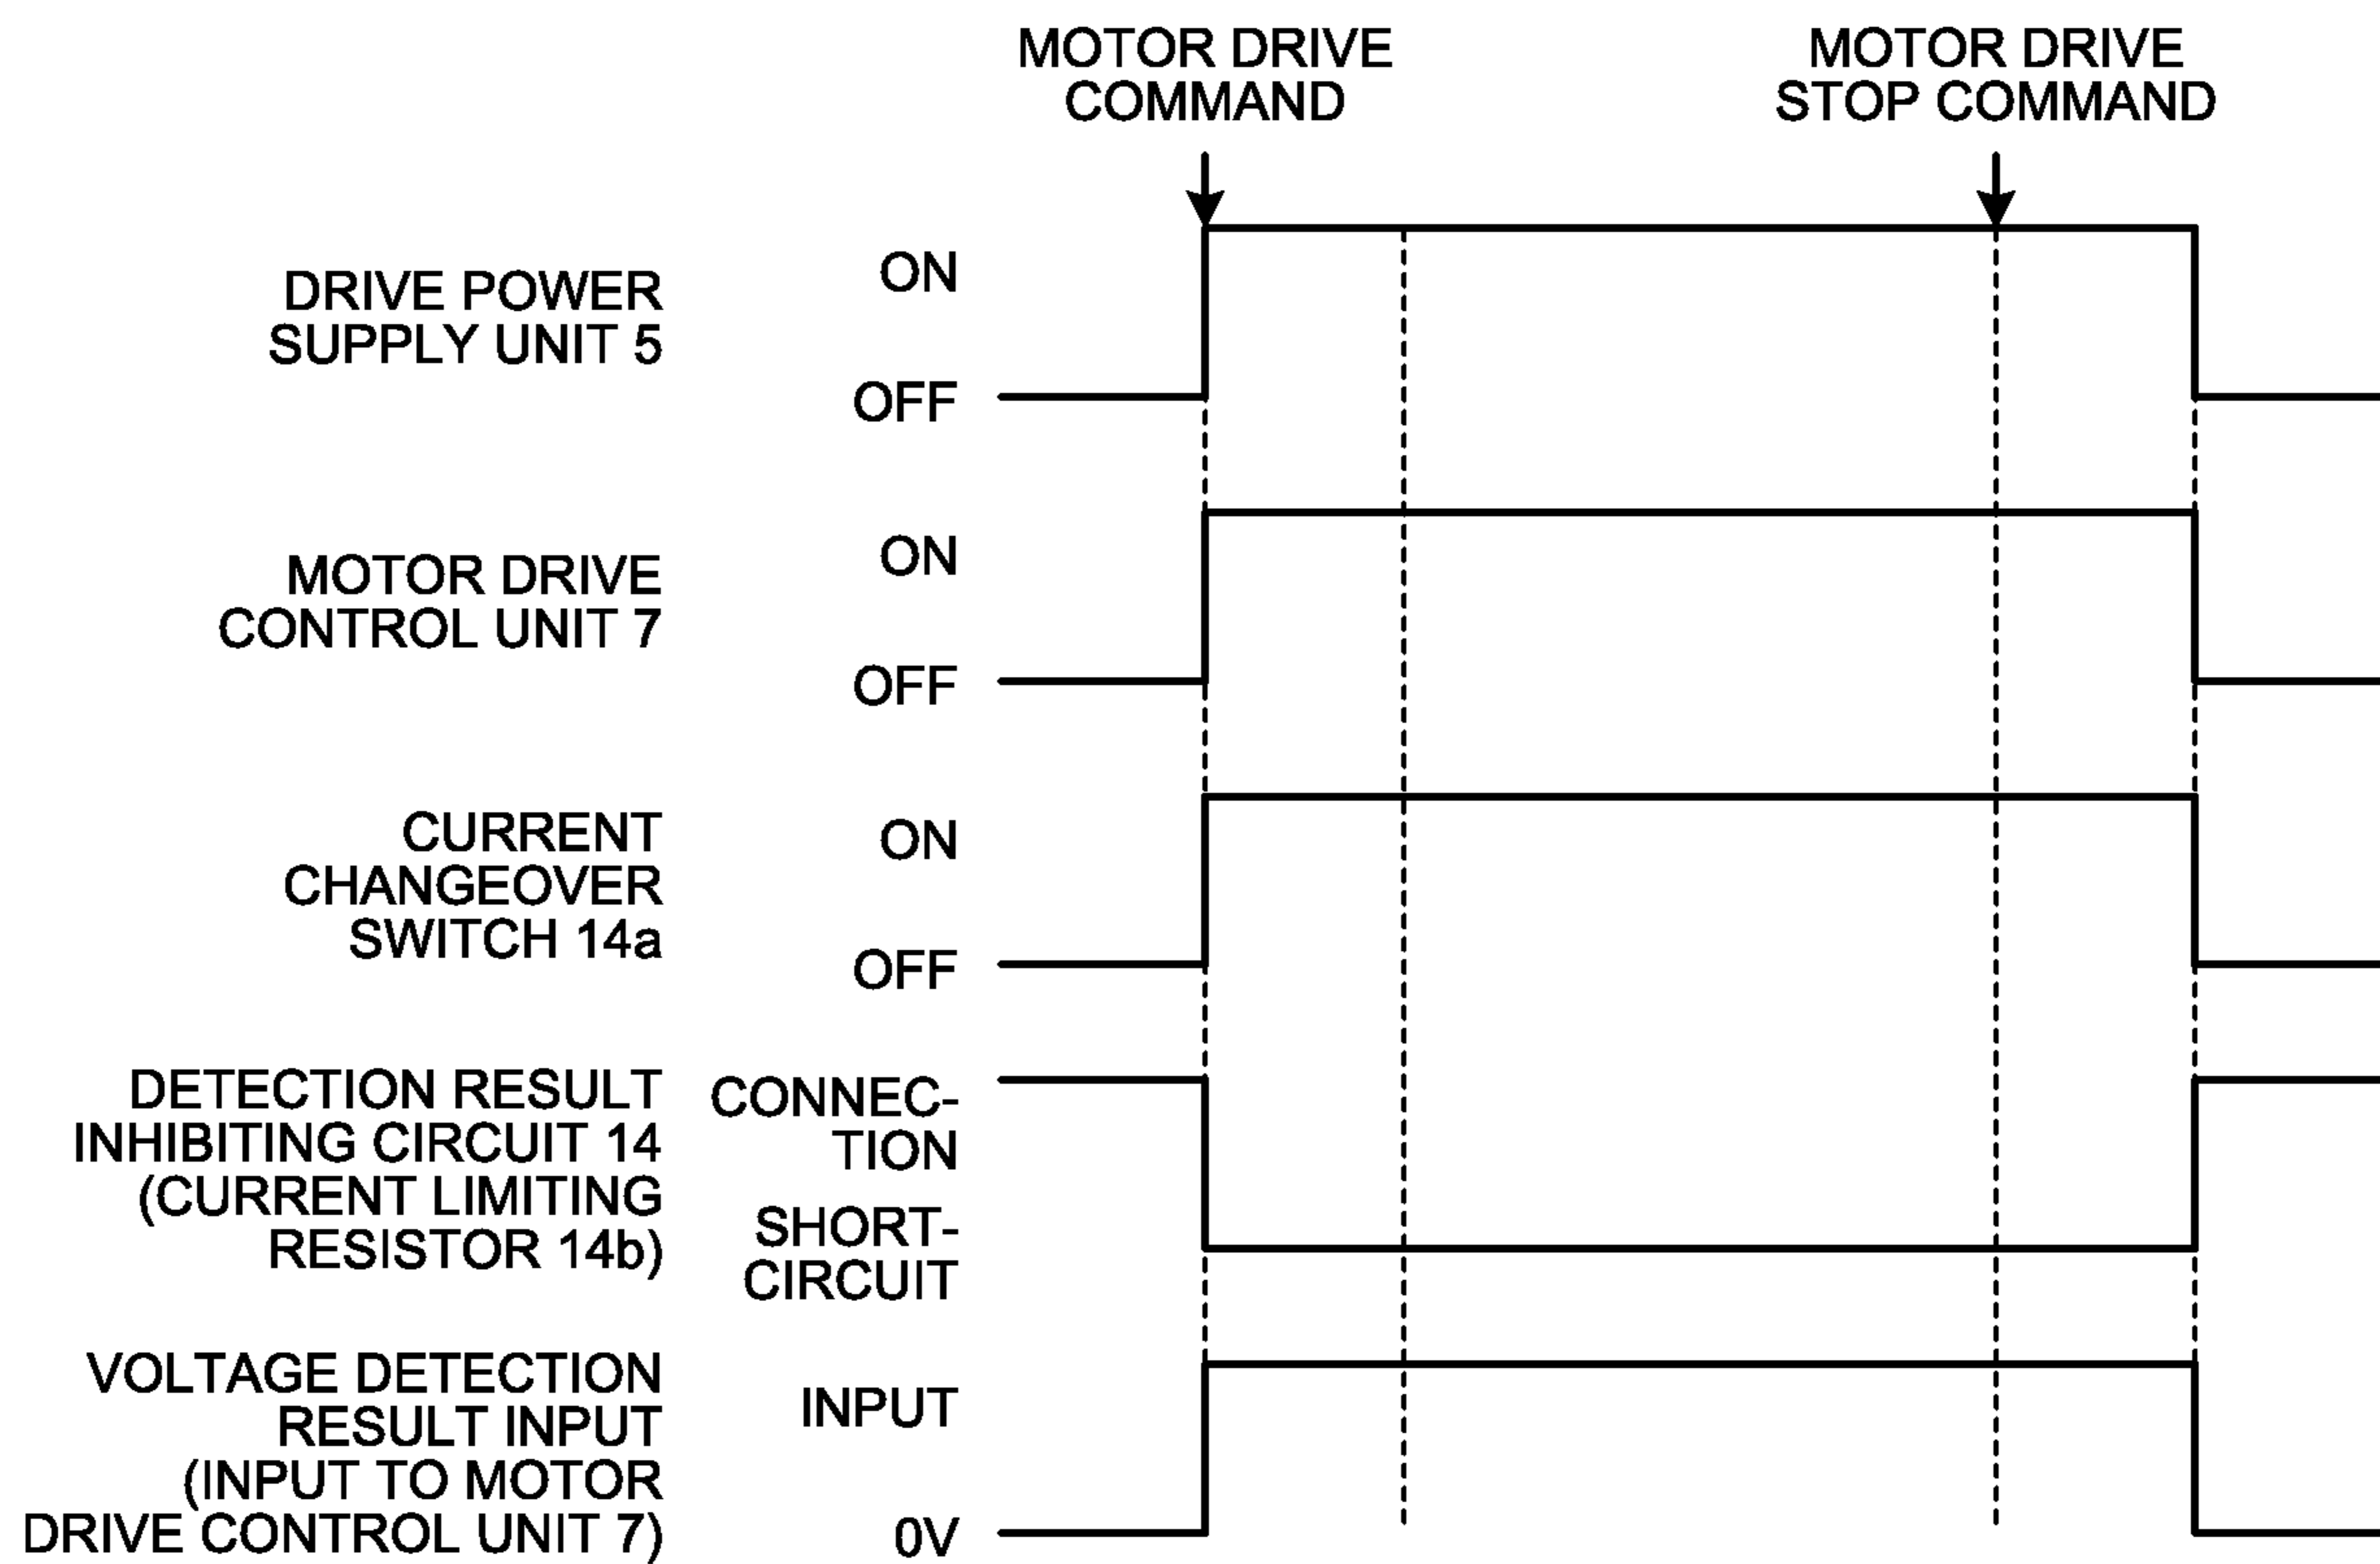 MOTOR DRIVE
COMMAND
MOTOR DRIVE
STOP COMMAND
DRIVE POWER
SUPPLY UNIT 5
ON
OFF
MOTOR DRIVE
CONTROL UNIT 7
ON
OFF
CURRENT
CHANGEOVER
SWITCH 14a
ON
OFF
DETECTION RESULT
INHIBITING CIRCUIT 14
(CURRENT LIMITING
RESISTOR 14b)
CONNEC-
TION
SHORT-
CIRCUIT
VOLTAGE DETECTION
RESULT INPUT
(INPUT TO MOTOR
DRIVE CONTROL UNIT 7)
INPUT
0V